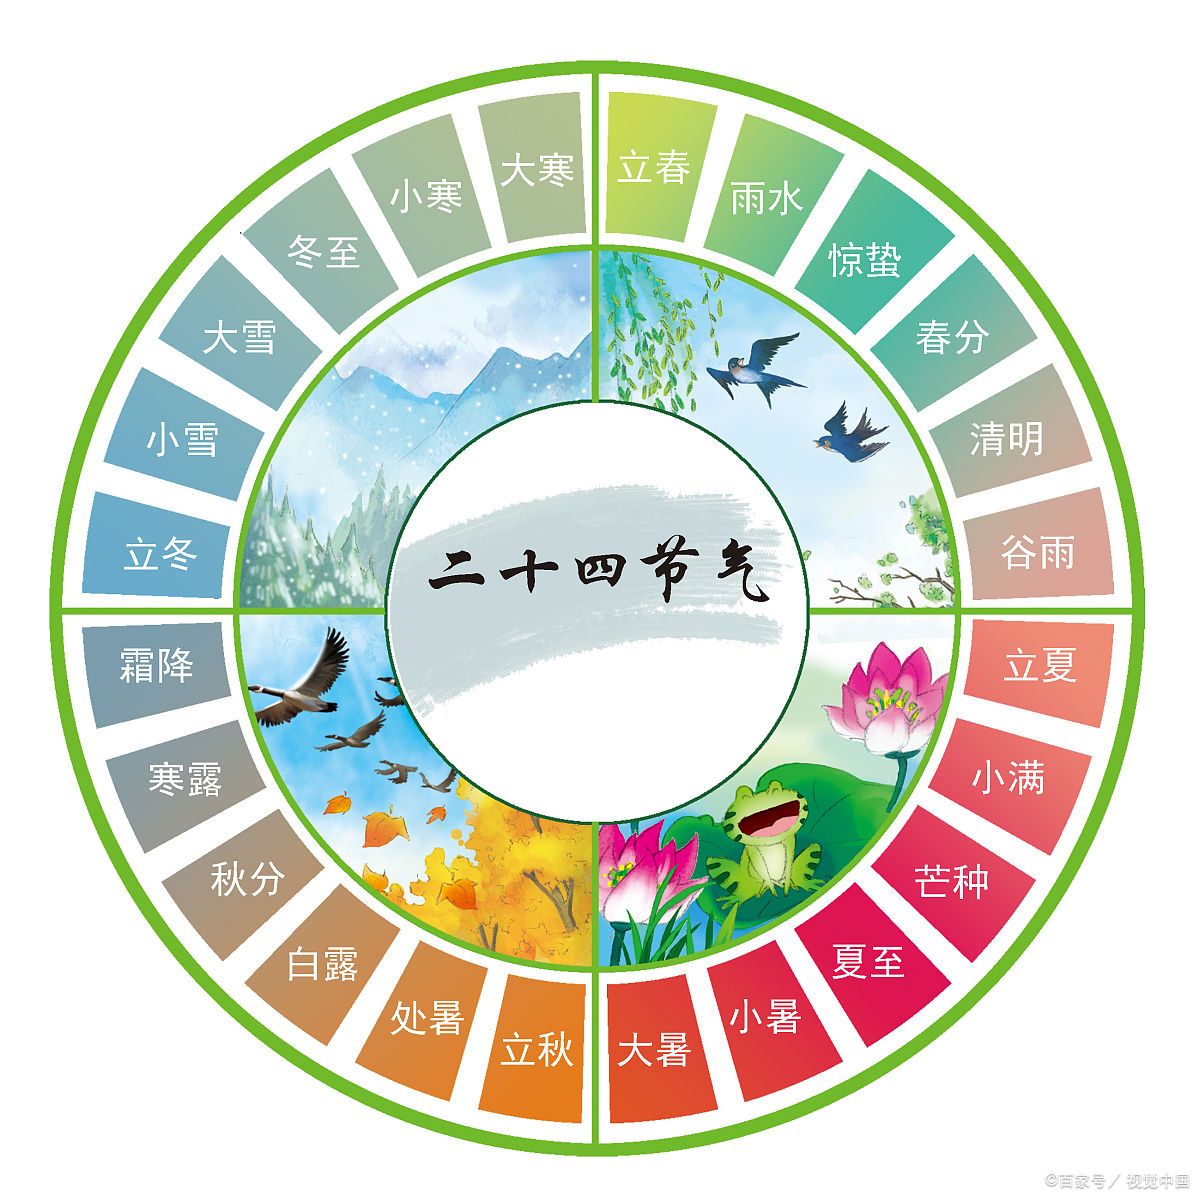 立春
雨水
惊蛰
春分
清明
谷雨
立夏
小满
芒种
夏至
小暑
大暑
立秋
处暑
白露
秋分
寒露
霜降
立冬
小雪
大雪
冬至
小寒
大寒
二十四节气
©百家号／视觉中国